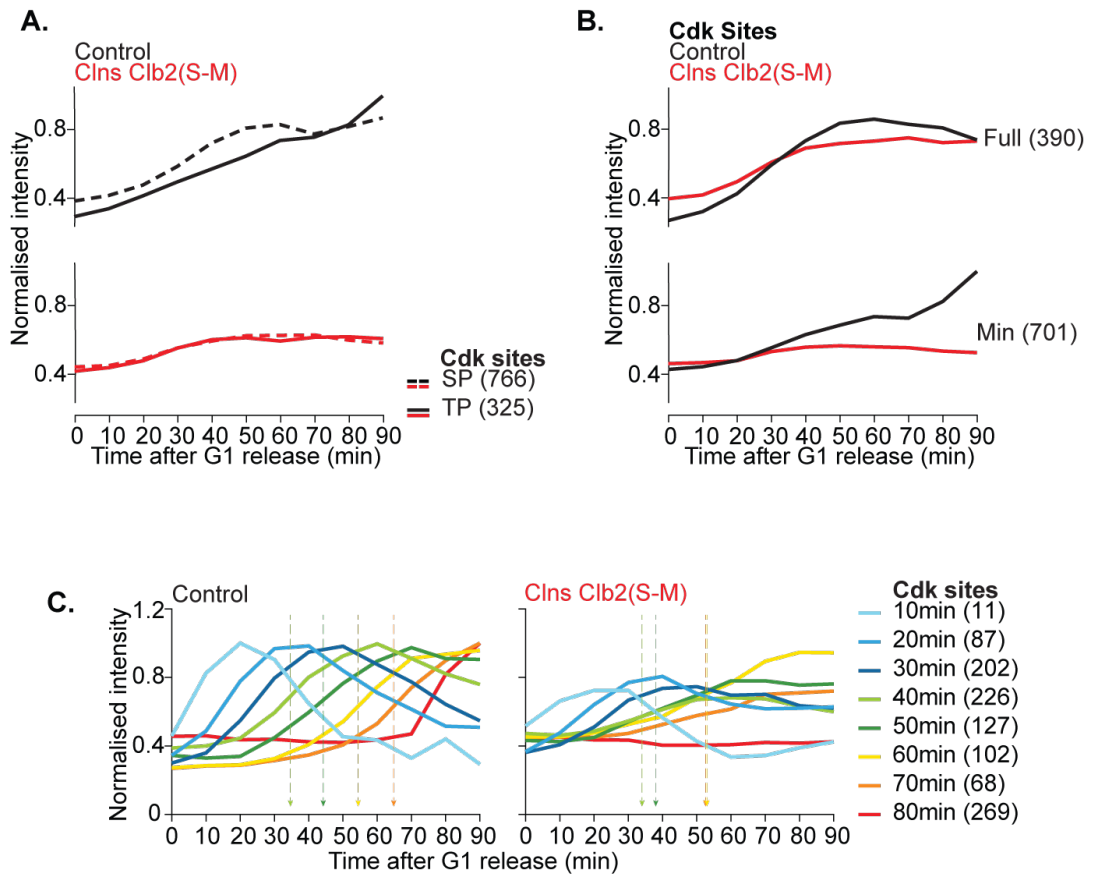 A.
Control
Clns Clb2(S-M)
Normalised intensity
0.8
0.4
0.8
0.4
0 10 20 30 40 50 60 70 80 90
Time after G1 release (min)
Cdk sites
SP (766)
TP (325)
B.
Cdk Sites
Control
Clns Clb2(S-M)
Normalised intensity
0.8
0.4
Full (390)
0.8
0.4
Min (701)
0 10 20 30 40 50 60 70 80 90
Time after G1 release (min)
C.
Control
Normalised intensity
1.2
0.8
0.4
0
0 10 20 30 40 50 60 70 80 90
Clns Clb2(S-M)
0 10 20 30 40 50 60 70 80 90
Time after G1 release (min)
Cdk sites
10min (11)
20min (87)
30min (202)
40min (226)
50min (127)
60min (102)
70min (68)
80min (269)